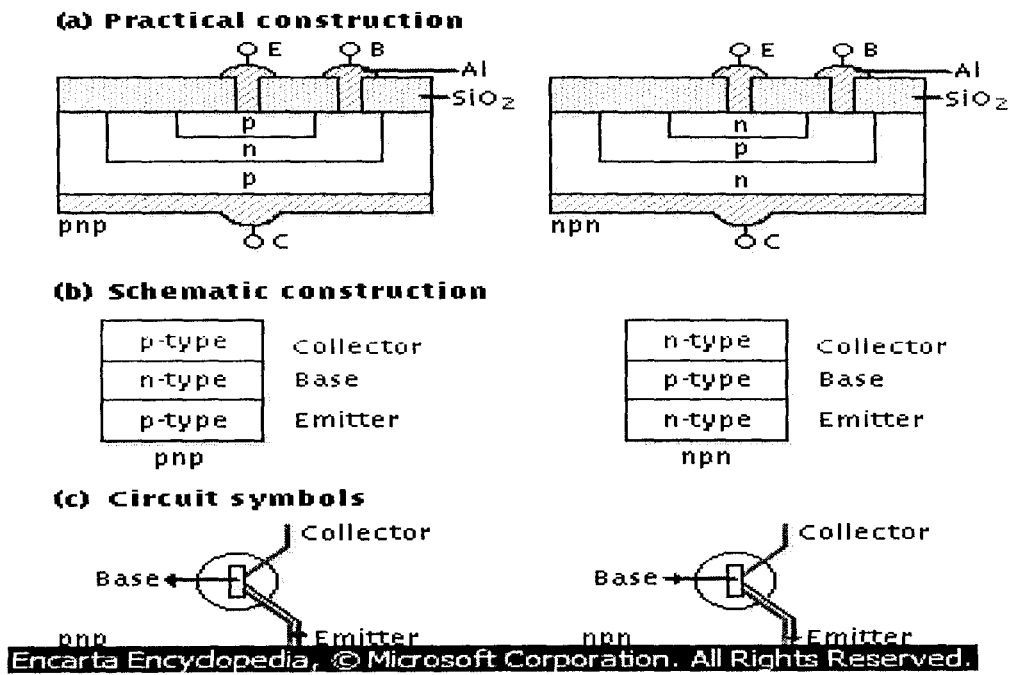 (a) Practical construction
E B
Al
SiO2
p
n
p
pnp
C
E B
Al
SiO2
n
p
n
npn
C
(b) Schematic construction
p-type Collector
n-type Base
p-type Emitter
pnp
n-type Collector
p-type Base
n-type Emitter
npn
(c) Circuit symbols
Collector
Base
pnp Emitter
Collector
Base
npn Emitter
Encarta Encyclopedia, © Microsoft Corporation. All Rights Reserved.